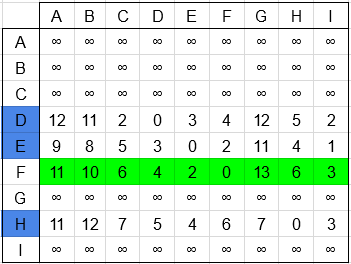 A B C D E F G H I
A ∞ ∞ ∞ ∞ ∞ ∞ ∞ ∞ ∞
B ∞ ∞ ∞ ∞ ∞ ∞ ∞ ∞ ∞
C ∞ ∞ ∞ ∞ ∞ ∞ ∞ ∞ ∞
D 12 11 2 0 3 4 12 5 2
E 9 8 5 3 0 2 11 4 1
F 11 10 6 4 2 0 13 6 3
G ∞ ∞ ∞ ∞ ∞ ∞ ∞ ∞ ∞
H 11 12 7 5 4 6 7 0 3
I ∞ ∞ ∞ ∞ ∞ ∞ ∞ ∞ ∞